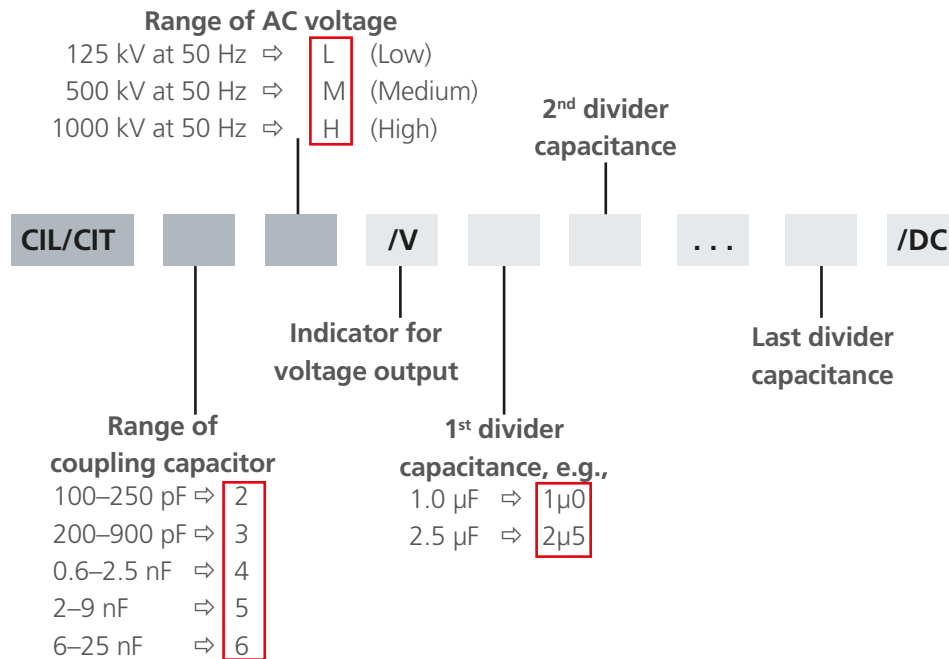 Range of AC voltage
125 kV at 50 Hz ⇨ L (Low)
500 kV at 50 Hz ⇨ M (Medium)
1000 kV at 50 Hz ⇨ H (High)
2nd divider
capacitance
CIL/CIT /V . . . /DC
Indicator for
voltage output
Last divider
capacitance
Range of
coupling capacitor
100–250 pF ⇨ 2
200–900 pF ⇨ 3
0.6–2.5 nF ⇨ 4
2–9 nF ⇨ 5
6–25 nF ⇨ 6
1st divider
capacitance, e.g.,
1.0 µF ⇨ 1µ0
2.5 µF ⇨ 2µ5